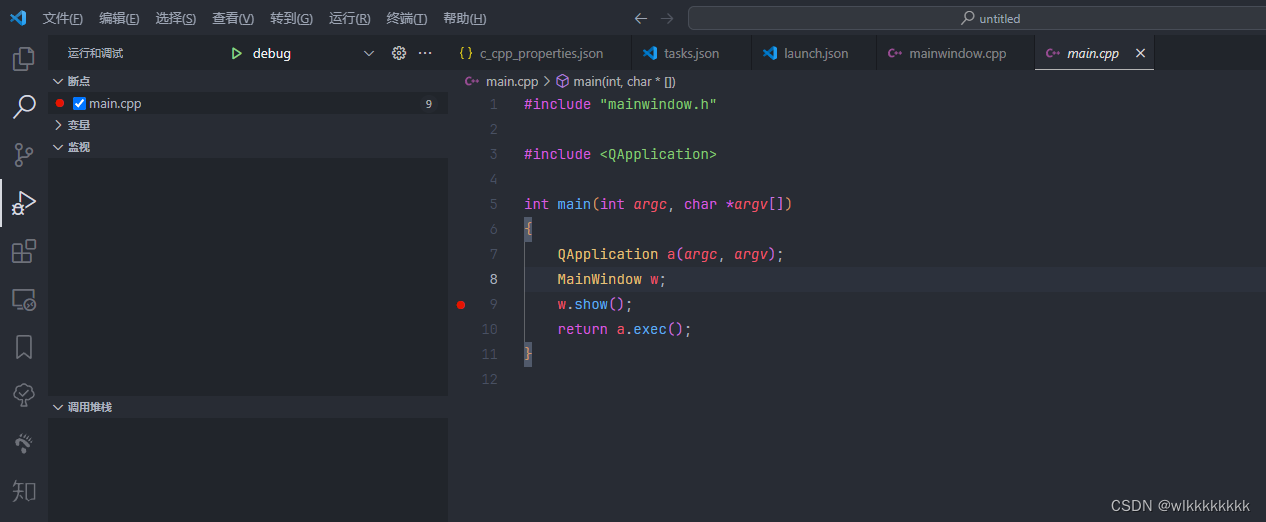 文件(F) 编辑(E) 选择(S) 查看(V) 转到(G) 运行(R) 终端(T) 帮助(H) untitled
运行和调试 debug ··· { } c_cpp_properties.json tasks.json launch.json C++ mainwindow.cpp C++ main.cpp
断点
main.cpp 9
变量
监视
调用堆栈
知
C++ main.cpp > main(int, char * [])
1 #include "mainwindow.h"
2
3 #include <QApplication>
4
5 int main(int argc, char *argv[])
6 {
7 QApplication a(argc, argv);
8 MainWindow w;
9 w.show();
10 return a.exec();
11 }
12
CSDN @wlkkkkkkkk